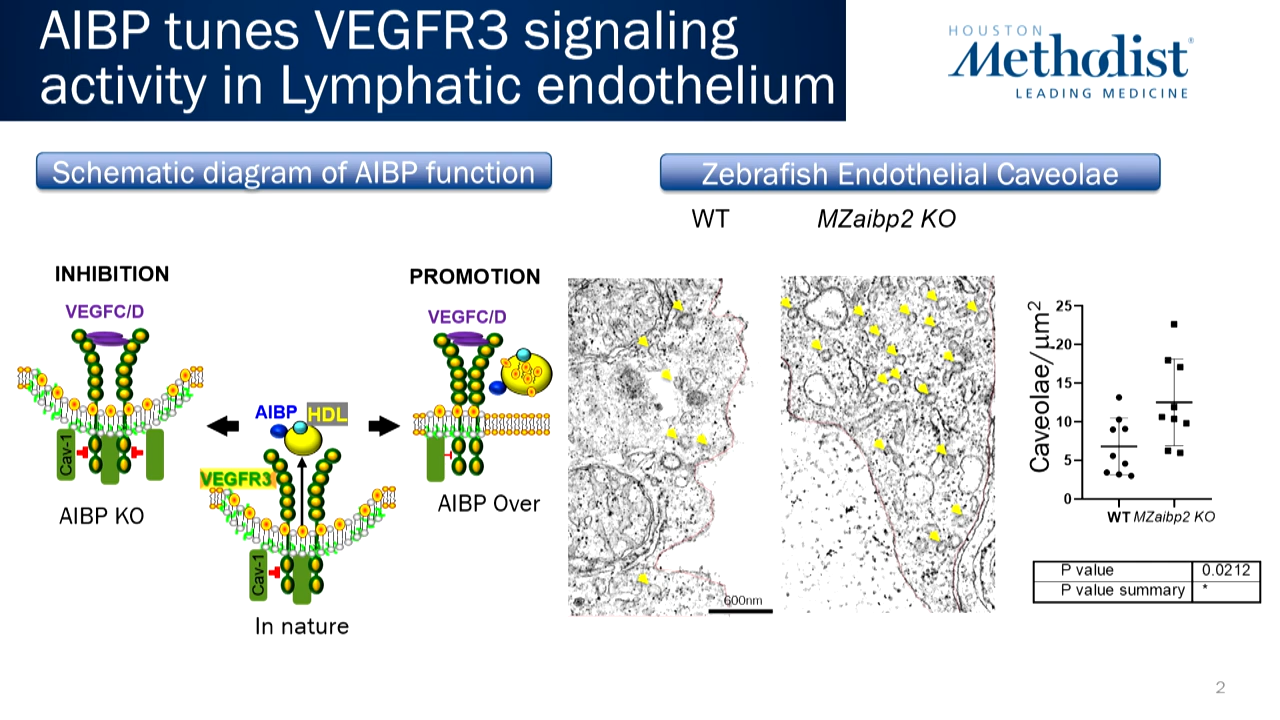 AIBP tunes VEGFR3 signaling
activity in Lymphatic endothelium
HOUSTON
Methodist®
LEADING MEDICINE
Schematic diagram of AIBP function
Zebrafish Endothelial Caveolae
WT
MZaibp2 KO
INHIBITION
PROMOTION
VEGFC/D
VEGFC/D
AIBP
HDL
Cav-1
VEGFR3
AIBP KO
AIBP Over
Cav-1
In nature
600nm
Caveolae/μm2
25
20
15
10
5
0
WT MZaibp2 KO
P value 0.0212
P value summary *
2